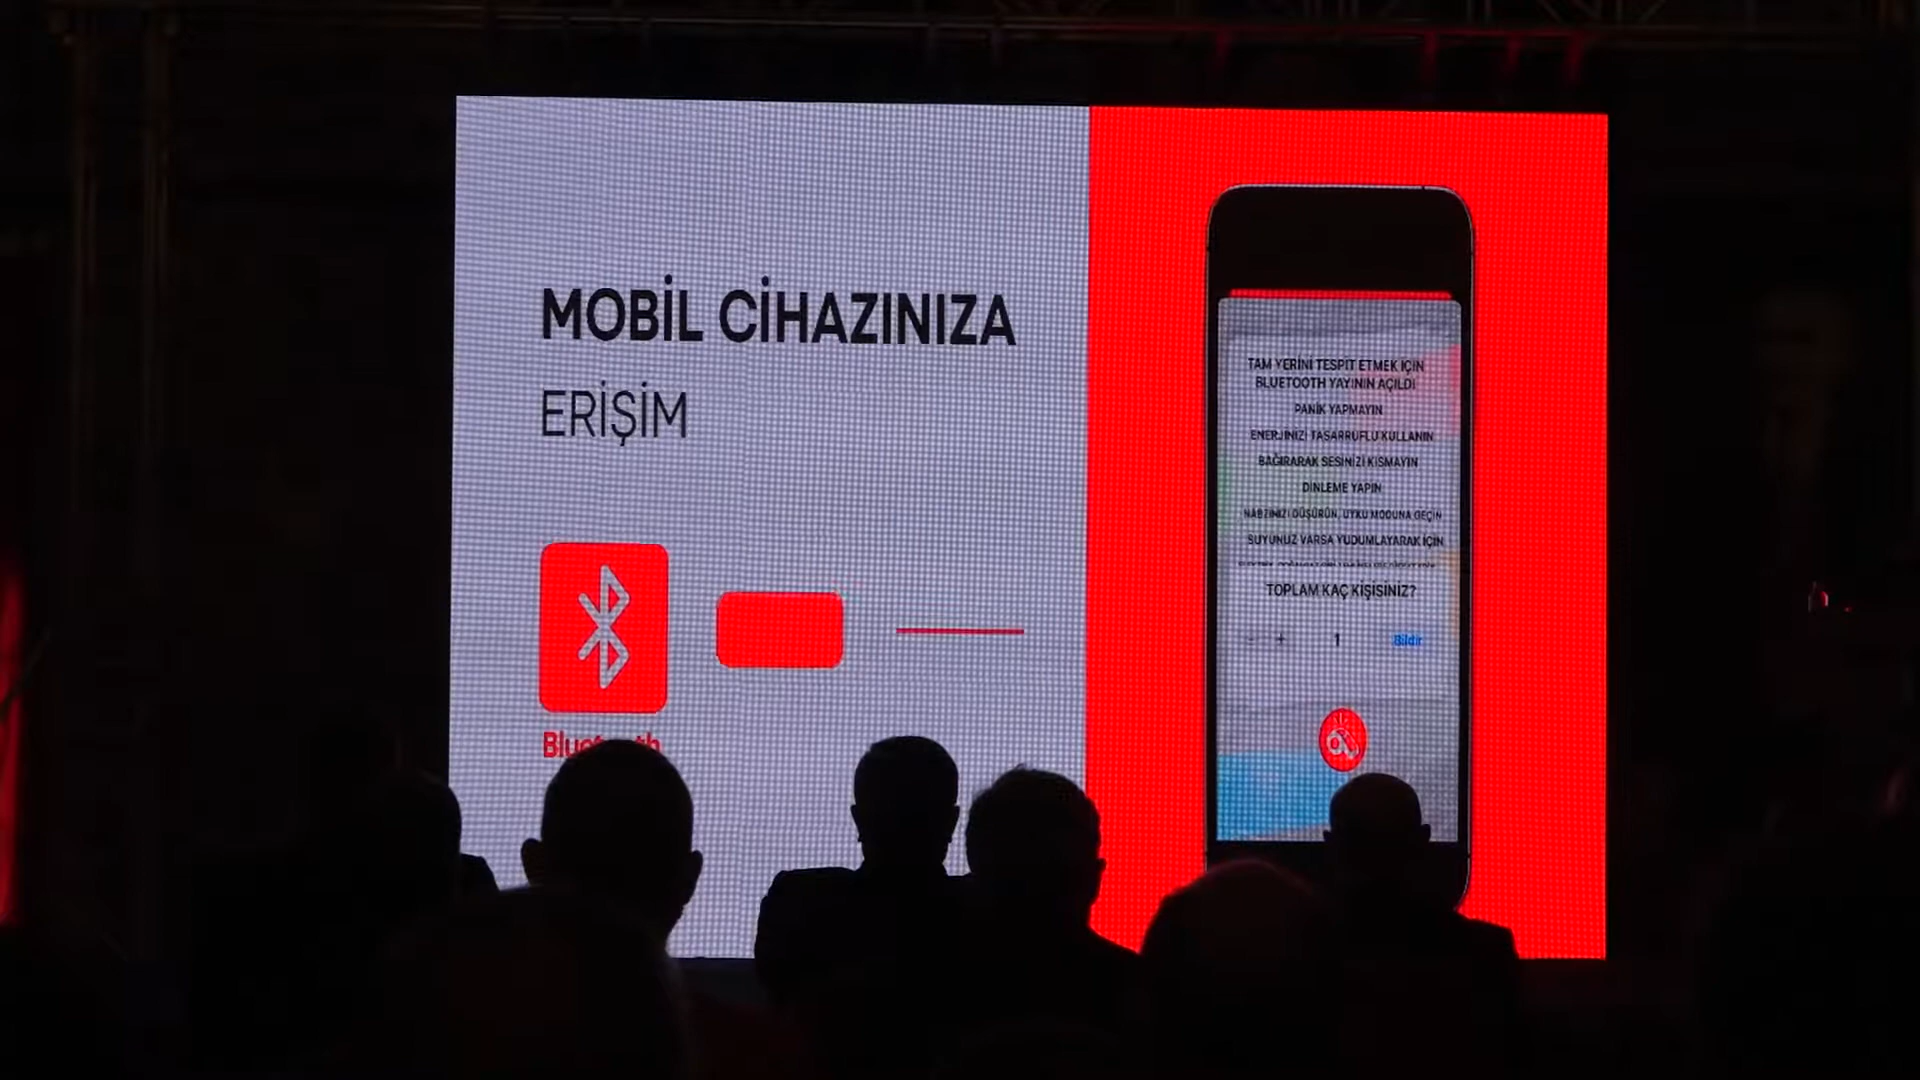 MOBİL CİHAZINIZA
ERİŞİM
Bluetooth
TAM YERİNİ TESPİT ETMEK İÇİN
BLUETOOTH YAYININ AÇILDI
PANİK YAPMAYIN
ENERJİNİZİ TASARRUFLU KULLANIN
BAĞIRARAK SESİNİZİ KISMAYIN
DİNLEME YAPIN
NABZINIZI DÜŞÜRÜN, UYKU MODUNA GEÇİN
SUYUNUZ VARSA YUDUMLAYARAK İÇİN
TOPLAM KAÇ KİŞİSİNİZ?
- + 1 Bildir